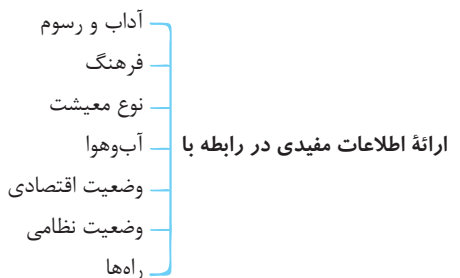 ارائهٔ اطلاعات مفیدی در رابطه با
آداب و رسوم
فرهنگ
نوع معیشت
آب‌وهوا
وضعیت اقتصادی
وضعیت نظامی
راه‌ها